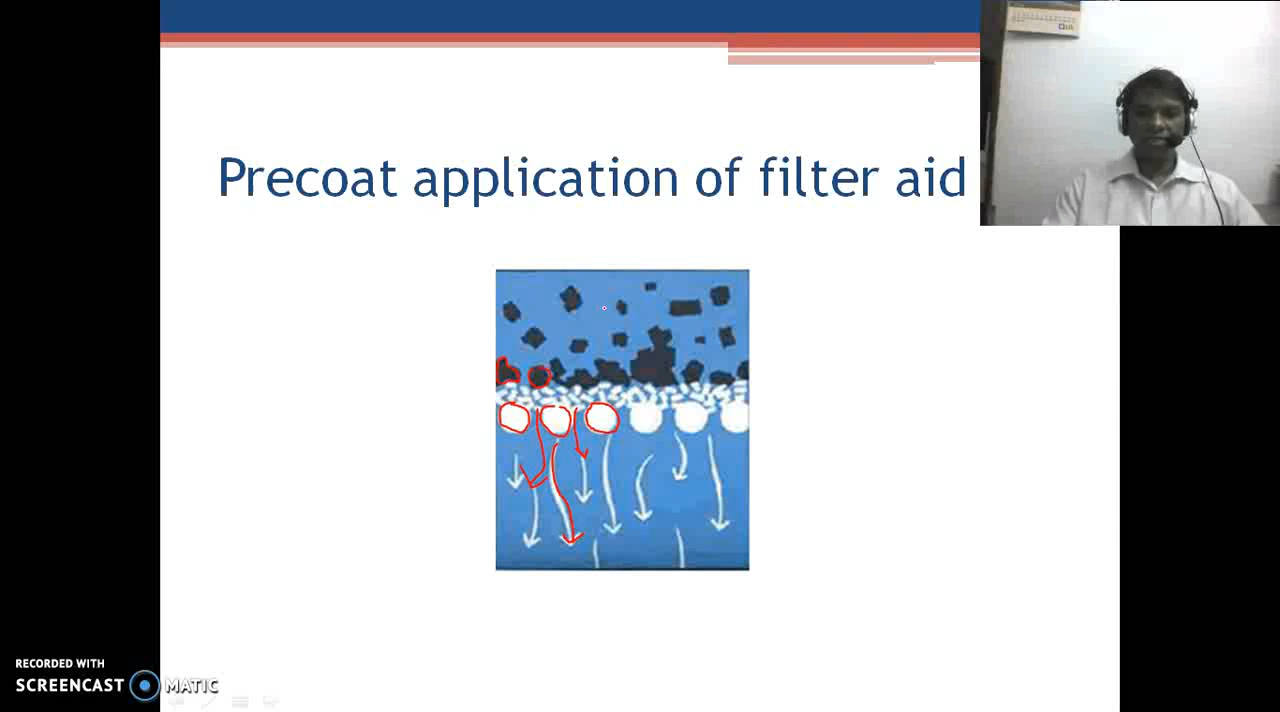 Precoat application of filter aid
RECORDED WITH
SCREENCAST MATIC